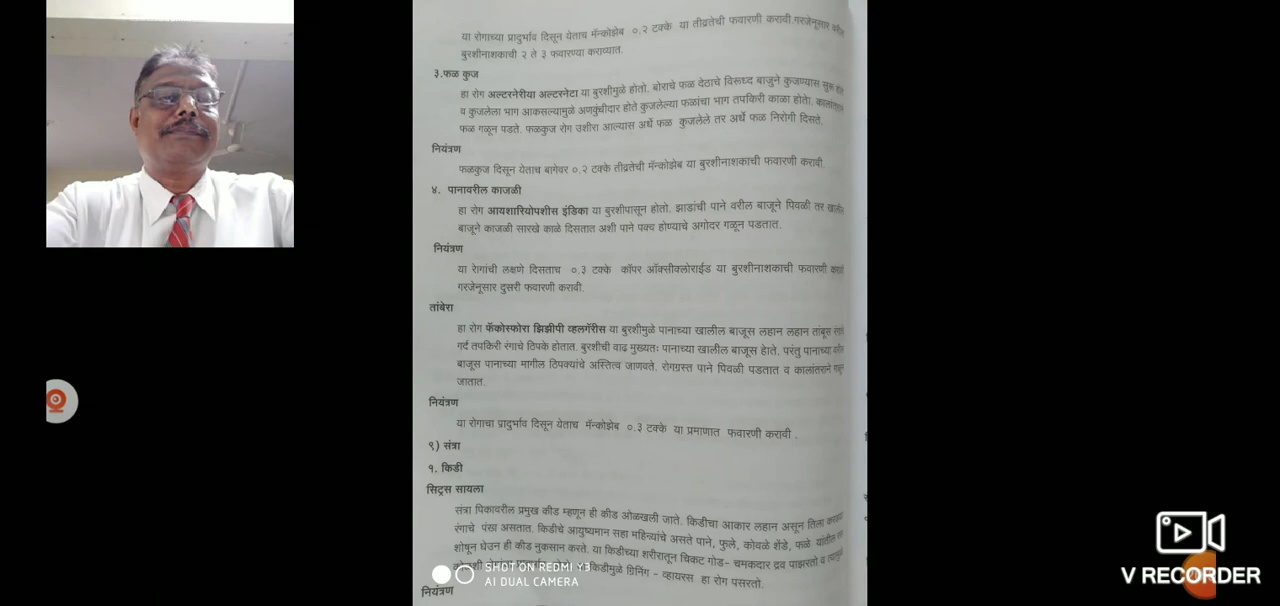 या रोगाच्या प्रादुर्भाव दिसून येताच मॅन्कोझेब ०.२ टक्के या तीव्रतेची फवारणी करावी.गरजेनूसार वरील
बुरशीनाशकाची २ ते ३ फवारण्या कराव्यात.
३.फळ कुज
हा रोग अल्टरनेरीया अल्टरनेटा या बुरशीमुळे होतो. बोराचे फळ देठाचे विरूध्द बाजुने कुजण्यास सुरू होते
व कुजलेला भाग आकसल्यामुळे अणकुंचीदार होते कुजलेल्या फळांचा भाग तपकिरी काळा होतो. कालांतराने
फळ गळून पडते. फळकुज रोग उशीरा आल्यास अर्धे फळ कुजलेले तर अर्धे फळ निरोगी दिसते.
नियंत्रण
फळकुज दिसून येताच बागेवर ०.२ टक्के तीव्रतेची मॅन्कोझेब या बुरशीनाशकाची फवारणी करावी.
४. पानावरील काजळी
हा रोग आयशारियोपशीस इंडिका या बुरशीपासून होतो. झाडांची पाने वरील बाजूने पिवळी तर खालील
बाजूने काजळी सारखे काळे दिसतात अशी पाने पक्व होण्याचे अगोदर गळून पडतात.
नियंत्रण
या रोगांची लक्षणे दिसताच ०.३ टक्के कॉपर ऑक्सीक्लोराईड या बुरशीनाशकाची फवारणी करावी
गरजेनूसार दुसरी फवारणी करावी.
तांबेरा
हा रोग फॅकोस्फोरा झिझीपी व्हलगॅरीस या बुरशीमुळे पानाच्या खालील बाजूस लहान लहान तांबूस रंगाचे
गर्द तपकिरी रंगाचे ठिपके होतात. बुरशीची वाढ मुख्यतः पानाच्या खालील बाजूस होते. परंतु पानाच्या वरील
बाजूस पानाच्या मागील ठिपक्यांचे अस्तित्व जाणवते. रोगग्रस्त पाने पिवळी पडतात व कालांतराने गळून
जातात.
नियंत्रण
या रोगाचा प्रादुर्भाव दिसून येताच मॅन्कोझेब ०.३ टक्के या प्रमाणात फवारणी करावी .
९) संत्रा
१. किडी
सिट्रस सायला
संत्रा पिकावरील प्रमुख कीड म्हणून ही कीड ओळखली जाते. किडीचा आकार लहान असून तिला
रंगाचे पंखा असतात. किडीचे आयुष्यमान सहा महिन्यांचे असते पाने, फुले, कोवळे शेंडे, फळे यांतील रस
शोषून घेउन ही कीड नुकसान करते. या किडीच्या शरीरातून चिकट गोड- चमकदार द्रव पाझरतो व त्यामुळे
किडीमुळे ग्रिनिंग - व्हायरस हा रोग पसरतो.
नियंत्रण
SHOT ON REDMI Y3
AI DUAL CAMERA
V RECORDER